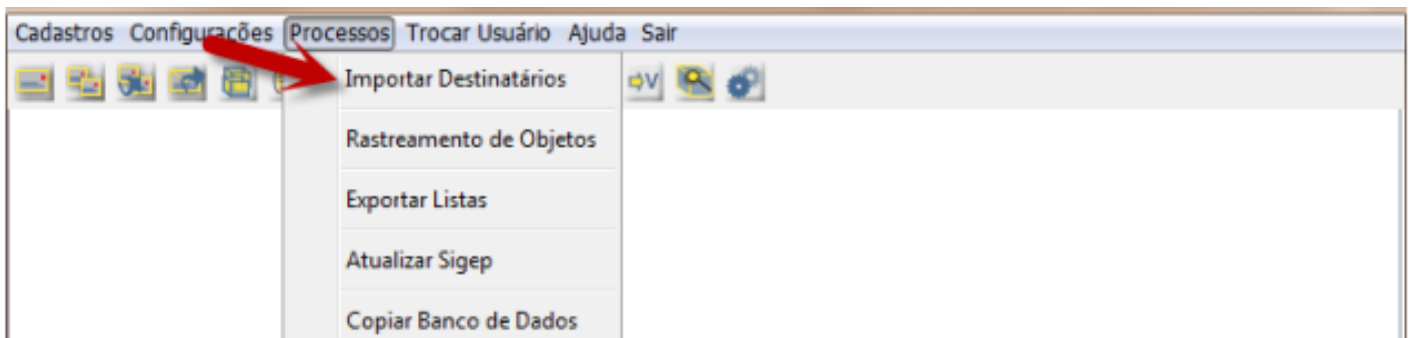 Cadastros Configurações Processos Trocar Usuário Ajuda Sair
Importar Destinatários
Rastreamento de Objetos
Exportar Listas
Atualizar Sigep
Copiar Banco de Dados